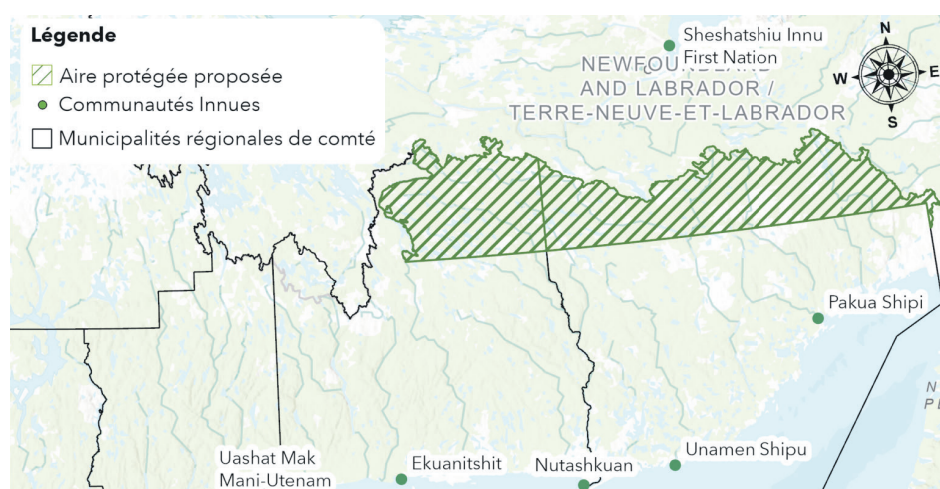 Légende
Aire protégée proposée
Communautés Innues
Municipalités régionales de comté
Sheshatshiu Innu
First Nation
NEWFOUNDLAND
AND LABRADOR /
TERRE-NEUVE-ET-LABRADOR
N
W
E
S
Pakua Shipi
N
P
Unamen Shipu
Nutashkuan
Ekuanitshit
Uashat Mak
Mani-Utenam